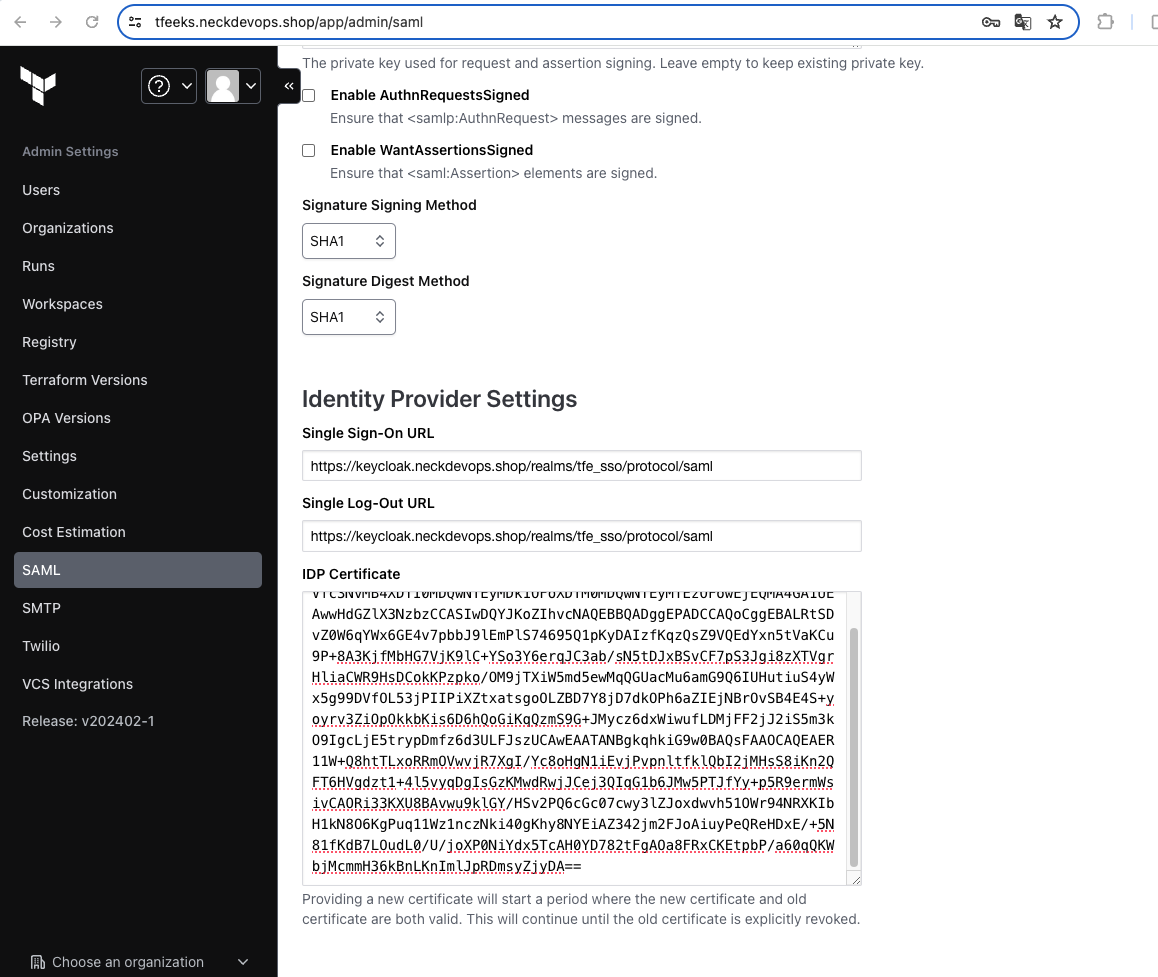 tfeeks.neckdevops.shop/app/admin/saml
Admin Settings
Users
Organizations
Runs
Workspaces
Registry
Terraform Versions
OPA Versions
Settings
Customization
Cost Estimation
SAML
SMTP
Twilio
VCS Integrations
Release: v202402-1
Choose an organization
The private key used for request and assertion signing. Leave empty to keep existing private key.
Enable AuthnRequestsSigned
Ensure that <samlp:AuthnRequest> messages are signed.
Enable WantAssertionsSigned
Ensure that <saml:Assertion> elements are signed.
Signature Signing Method
SHA1
Signature Digest Method
SHA1
Identity Provider Settings
Single Sign-On URL
https://keycloak.neckdevops.shop/realms/tfe_sso/protocol/saml
Single Log-Out URL
https://keycloak.neckdevops.shop/realms/tfe_sso/protocol/saml
IDP Certificate
AwwHdGZlX3NzbzCCASIwDQYJKoZIhvcNAQEBBQADggEPADCCAQoCggEBALRtSD
vZ0W6qYWx6GE4v7pbbJ9lEmPlS74695Q1pKyDAIzfKqzQsZ9VQEdYxn5tVaKCu
9P+8A3KjfMbHG7VjK9lC+YSo3Y6erqJC3ab/sN5tDJxBSvCF7pS3Jgi8zXTVgr
HliaCWR9HsDCokKPzpko/OM9jTXiW5md5ewMqQGUacMu6amG9Q6IUHutiuS4yW
x5g99DVfOL53jPIIPiXZtxatsgoOLZBD7Y8jD7dkOPh6aZIEjNBrOvSB4E4S+y
oyrv3ZiOpOkkbKis6D6hQoGiKqQzmS9G+JMycz6dxWiwufLDMjFF2jJ2iS5m3k
O9IgcLjE5trypDmfz6d3ULFJszUCAwEAATANBgkqhkiG9w0BAQsFAAOCAQEAER
11W+Q8htTLxoRRmOVwvjR7XgI/Yc8oHgN1iEvjPvpnltfklQbI2jMHsS8iKn2Q
FT6HVgdzt1+4l5vyqDgIsGzKMwdRwjJCej3QIqG1b6JMw5PTJfYy+p5R9ermWs
ivCAORi33KXU8BAvwu9klGY/HSv2PQ6cGc07cwy3lZJoxdwvh51OWr94NRXKIb
H1kN8O6KgPuq11Wz1nczNki40gKhy8NYEiAZ342jm2FJoAiuyPeQReHDxE/+5N
81fKdB7LOudL0/U/joXP0NiYdx5TcAH0YD782tFgAOa8FRxCKEtpbP/a60qQKW
bjMcmmH36kBnLKnImlJpRDmsyZjyDA==
Providing a new certificate will start a period where the new certificate and old
certificate are both valid. This will continue until the old certificate is explicitly revoked.